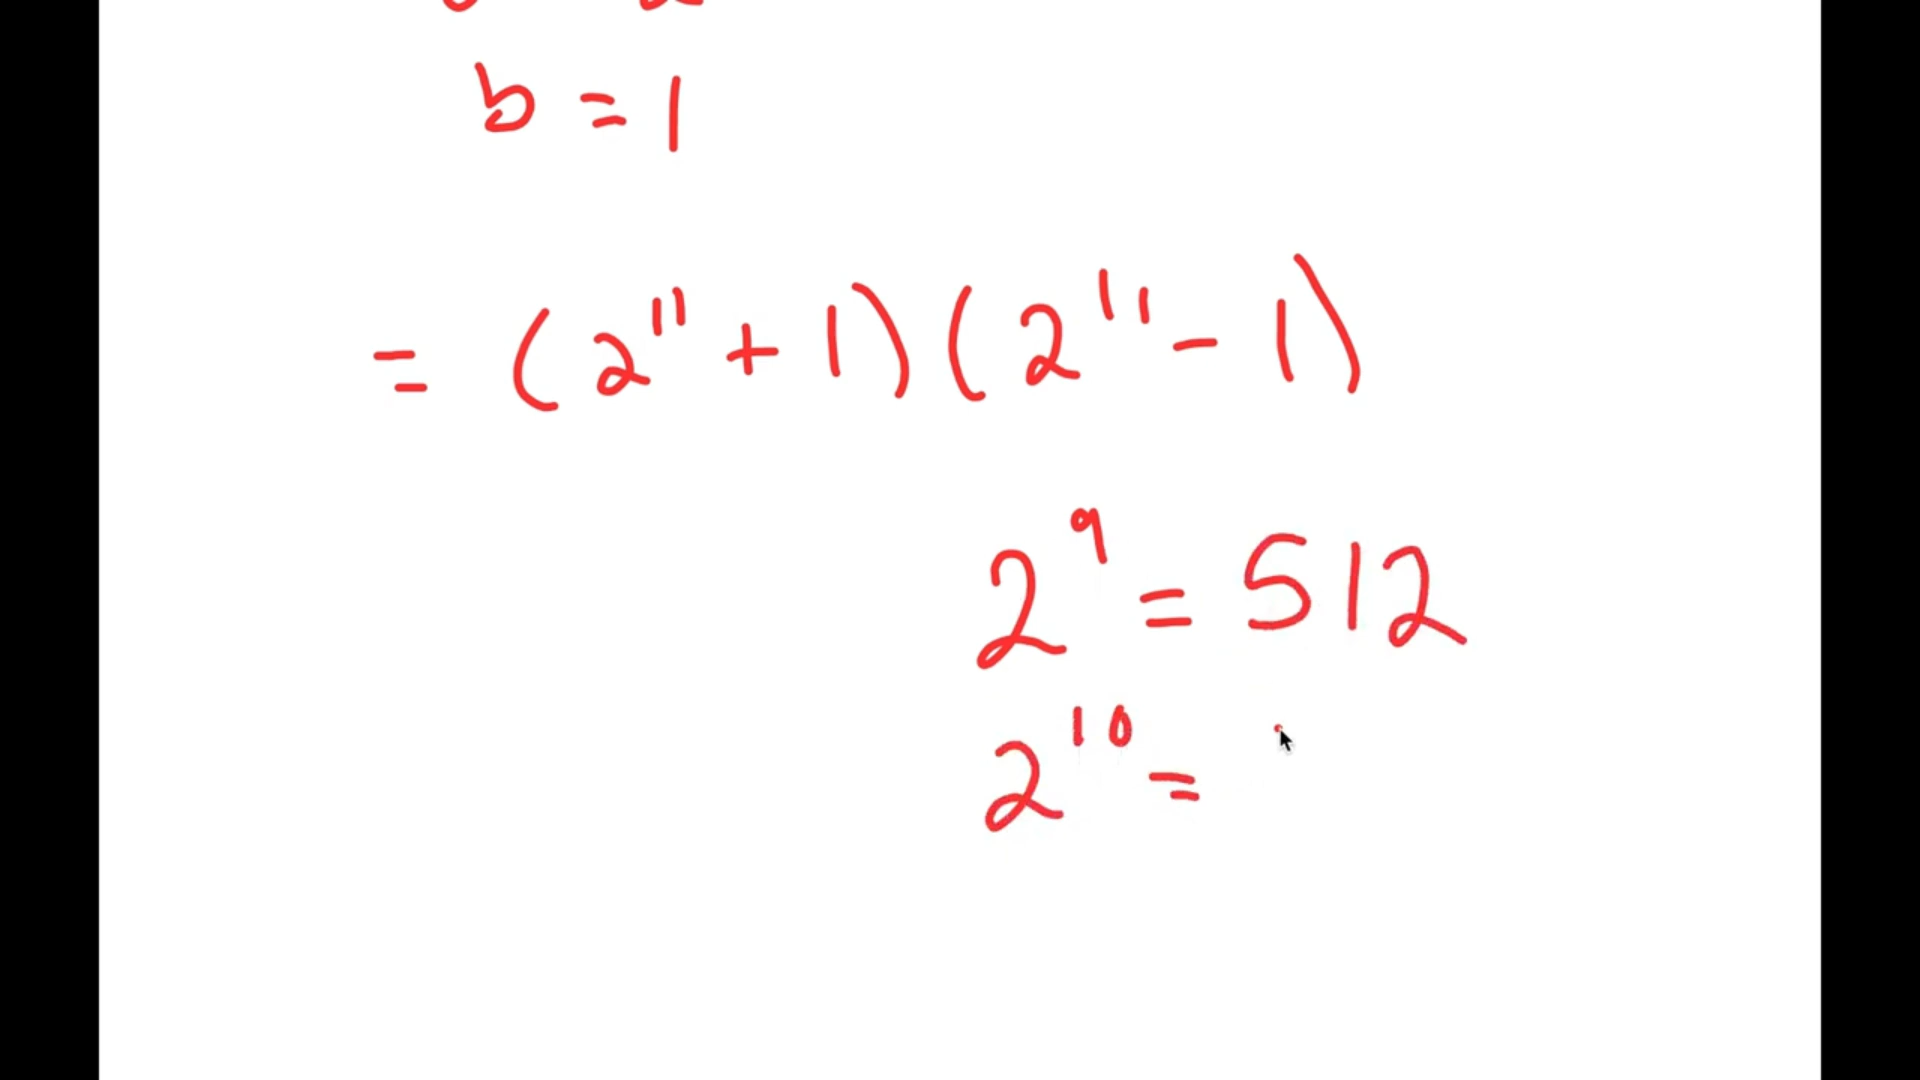 b = 1
= (2¹¹ + 1)(2¹¹ - 1)
2⁹ = 512
2¹⁰ =